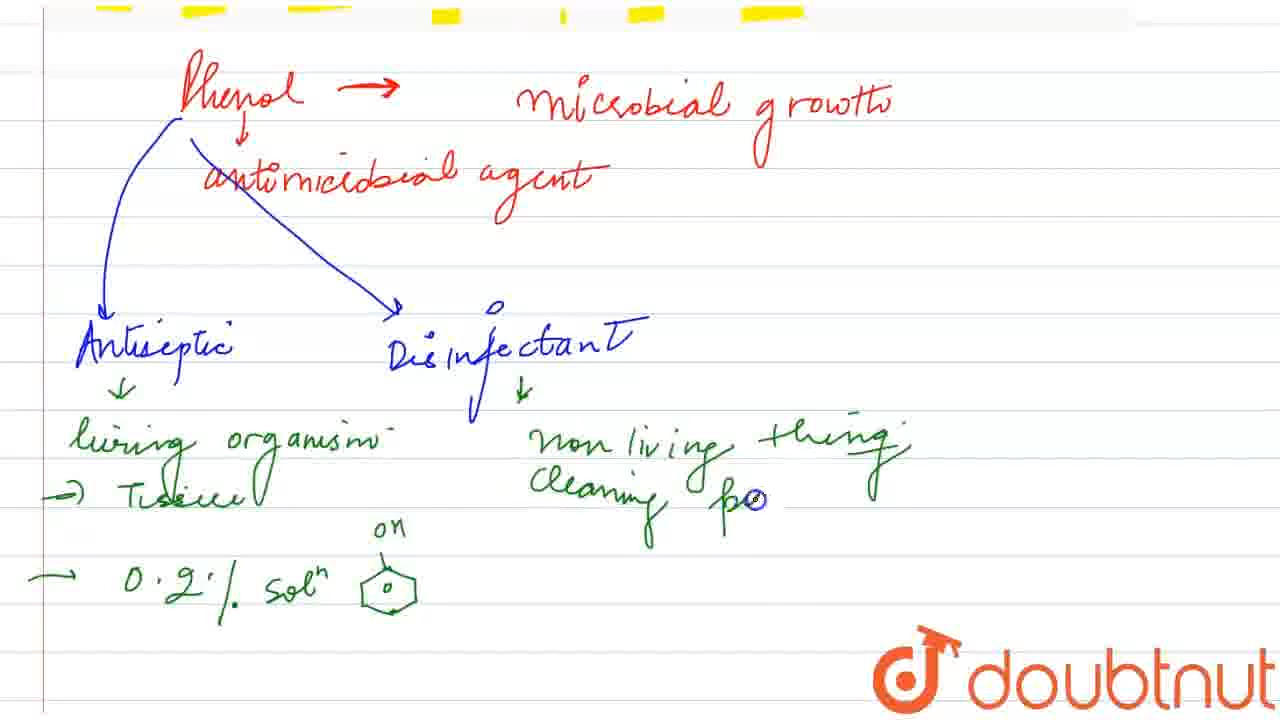 Phenol → microbial growth
↓
antimicrobial agent
Antiseptic Disinfectant
↓ ↓
living organism non living thing
→ Tissue cleaning
→ 0.2% solⁿ
OH
doubtnut